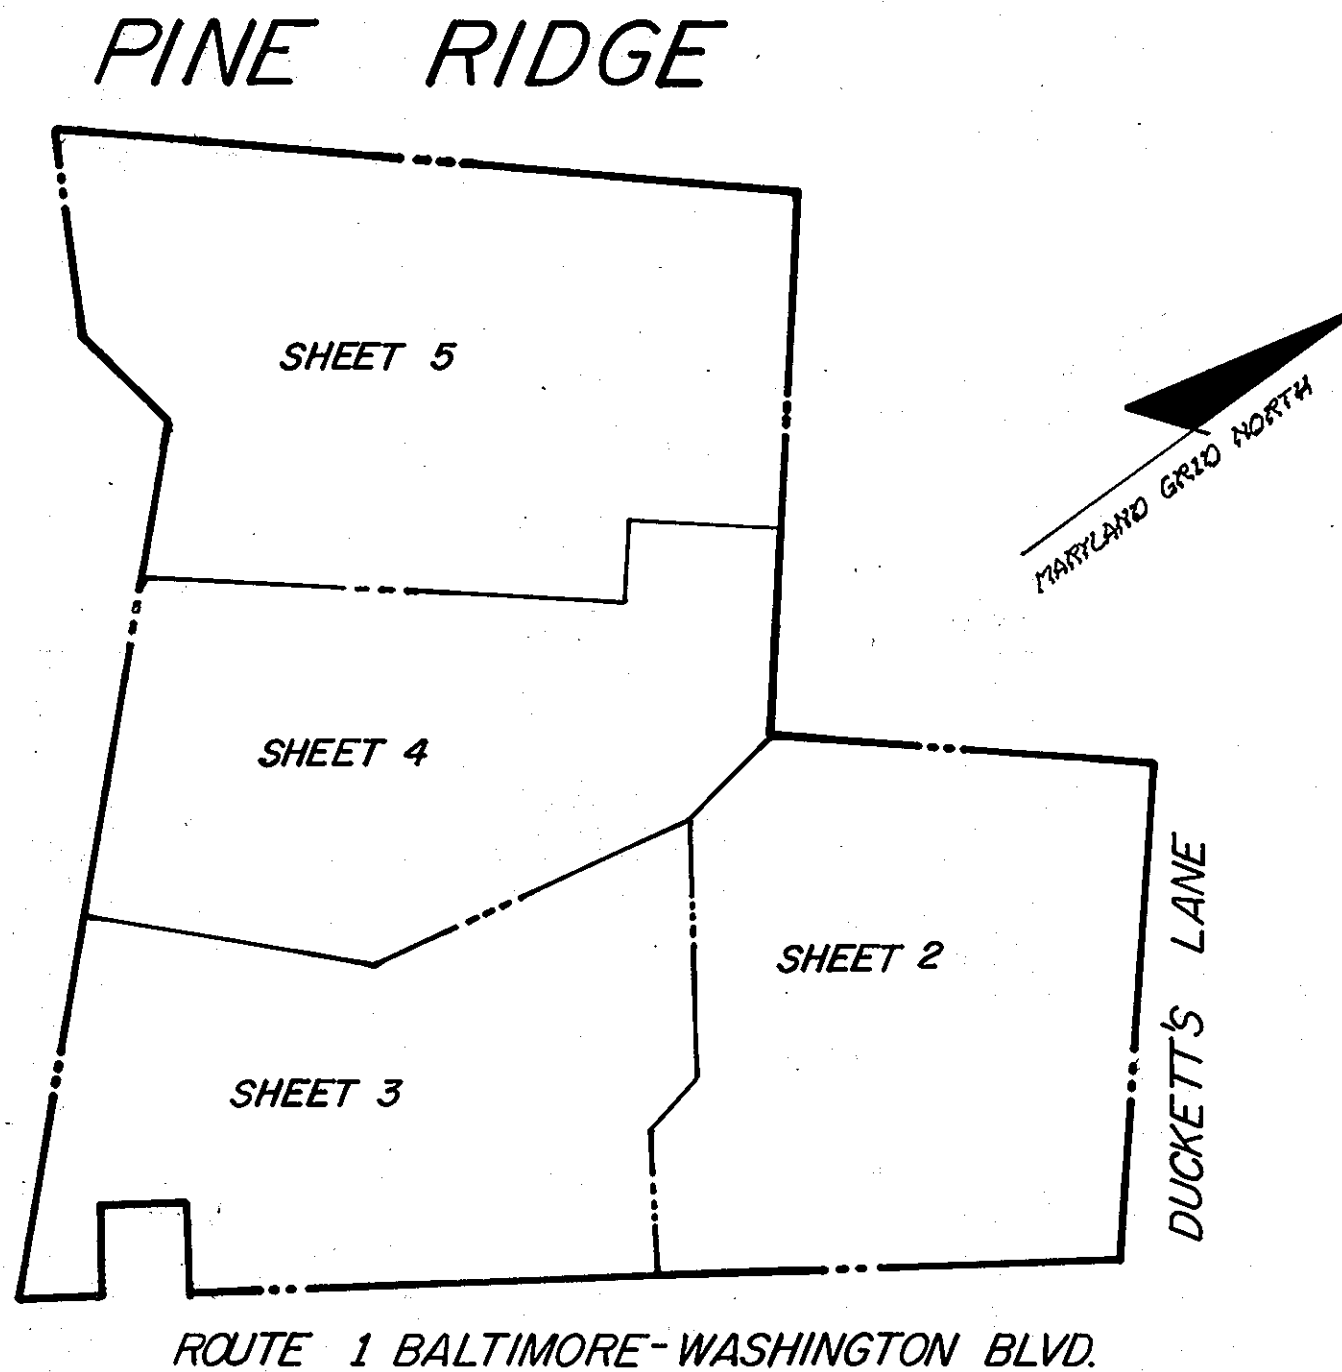 PINE RIDGE
SHEET 5
MARYLAND GRID NORTH
SHEET 4
DUCKETT'S LANE
SHEET 2
SHEET 3
ROUTE 1 BALTIMORE-WASHINGTON BLVD.